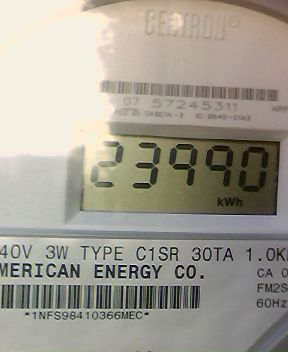 CELLTRON®
07 57245311
23990
kWh
40V 3W TYPE C1SR 30TA 1.0K
MERICAN ENERGY CO.
CA 0
FM2S
60Hz
*1NFS98410366MEC*